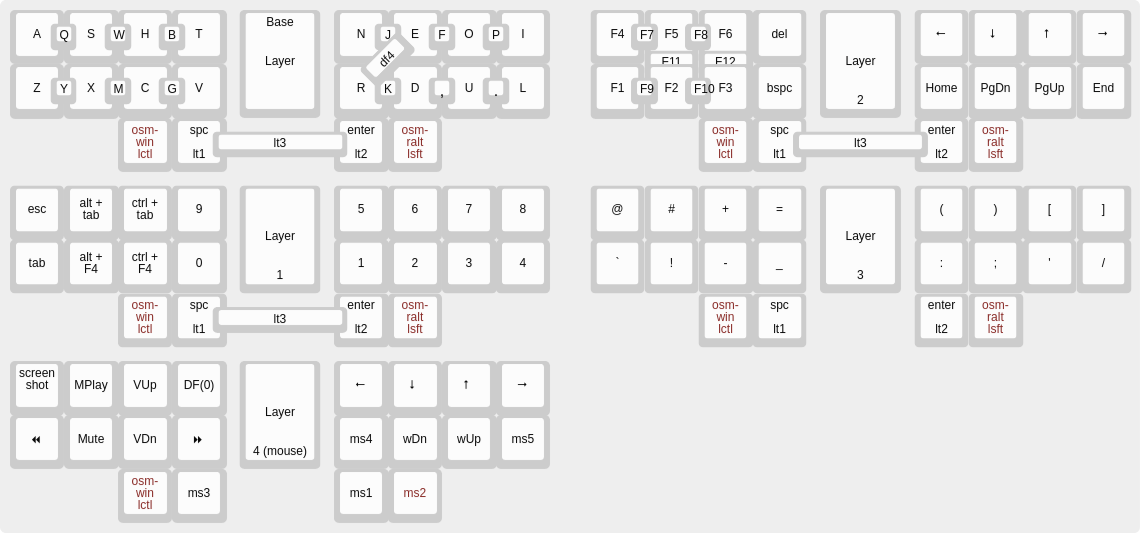 A Q S W H B T
Base
Layer
N J E F O P I
df4
Z Y X M C G V
R K D , U . L
osm-
win
lctl
spc
lt1
lt3
enter
lt2
osm-
ralt
lsft
F4 F7 F5 F8 F6 del
F11 F12
Layer
2
← ↓ ↑ →
F1 F9 F2 F10 F3 bspc
Home PgDn PgUp End
osm-
win
lctl
spc
lt1
lt3
enter
lt2
osm-
ralt
lsft
esc
alt +
tab
ctrl +
tab
9
Layer
1
5 6 7 8
tab
alt +
F4
ctrl +
F4
0
1 2 3 4
osm-
win
lctl
spc
lt1
lt3
enter
lt2
osm-
ralt
lsft
@ # + =
Layer
3
( ) [ ]
` ! - _
: ; ' /
osm-
win
lctl
spc
lt1
enter
lt2
osm-
ralt
lsft
screen
shot
MPlay VUp DF(0)
Layer
4 (mouse)
← ↓ ↑ →
⏪ Mute VDn ⏩
ms4 wDn wUp ms5
osm-
win
lctl
ms3
ms1 ms2